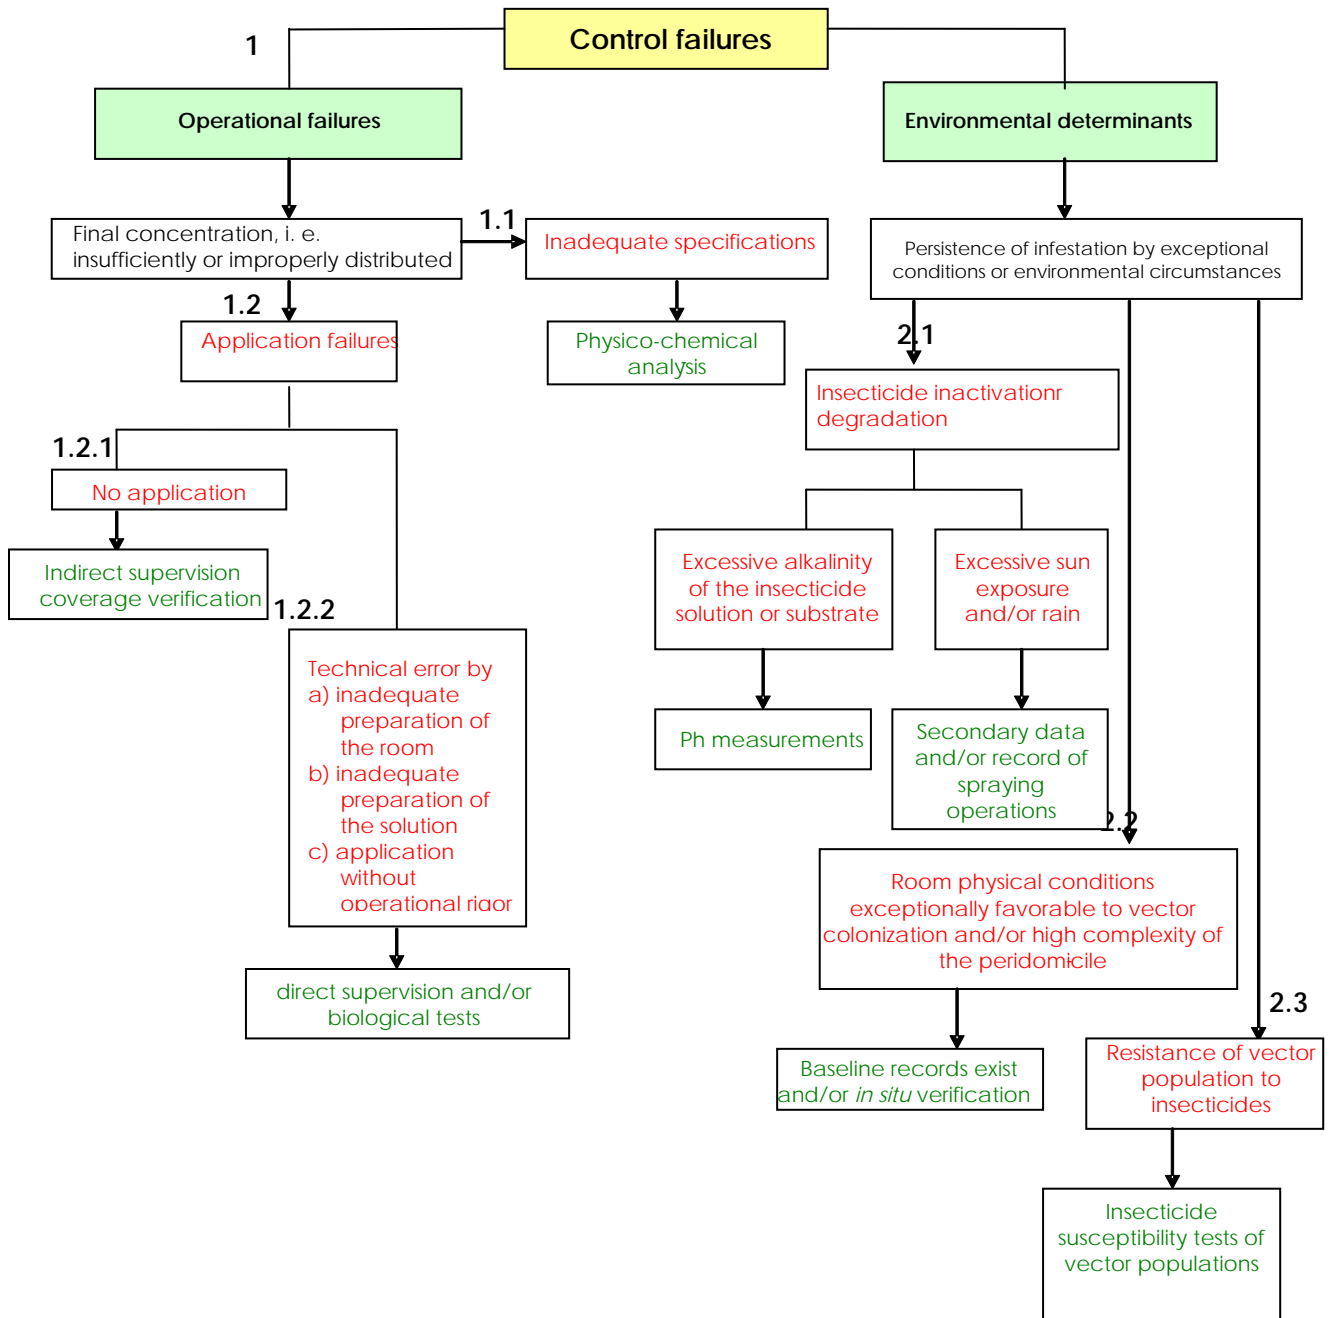 Control failures
1
Operational failures
Final concentration, i. e.
insufficiently or improperly distributed
1.1
Inadequate specifications
Physico-chemical
analysis
1.2
Application failures
1.2.1
No application
Indirect supervision
coverage verification
1.2.2
Technical error by
a) inadequate
preparation of
the room
b) inadequate
preparation of
the solution
c) application
without
operational rigor
direct supervision and/or
biological tests
Environmental determinants
Persistence of infestation by exceptional
conditions or environmental circumstances
2.1
Insecticide inactivationr
degradation
Excessive alkalinity
of the insecticide
solution or substrate
Ph measurements
Excessive sun
exposure
and/or rain
Secondary data
and/or record of
spraying
operations
2.2
Room physical conditions
exceptionally favorable to vector
colonization and/or high complexity of
the peridomicile
Baseline records exist
and/or in situ verification
2.3
Resistance of vector
population to
insecticides
Insecticide
susceptibility tests of
vector populations